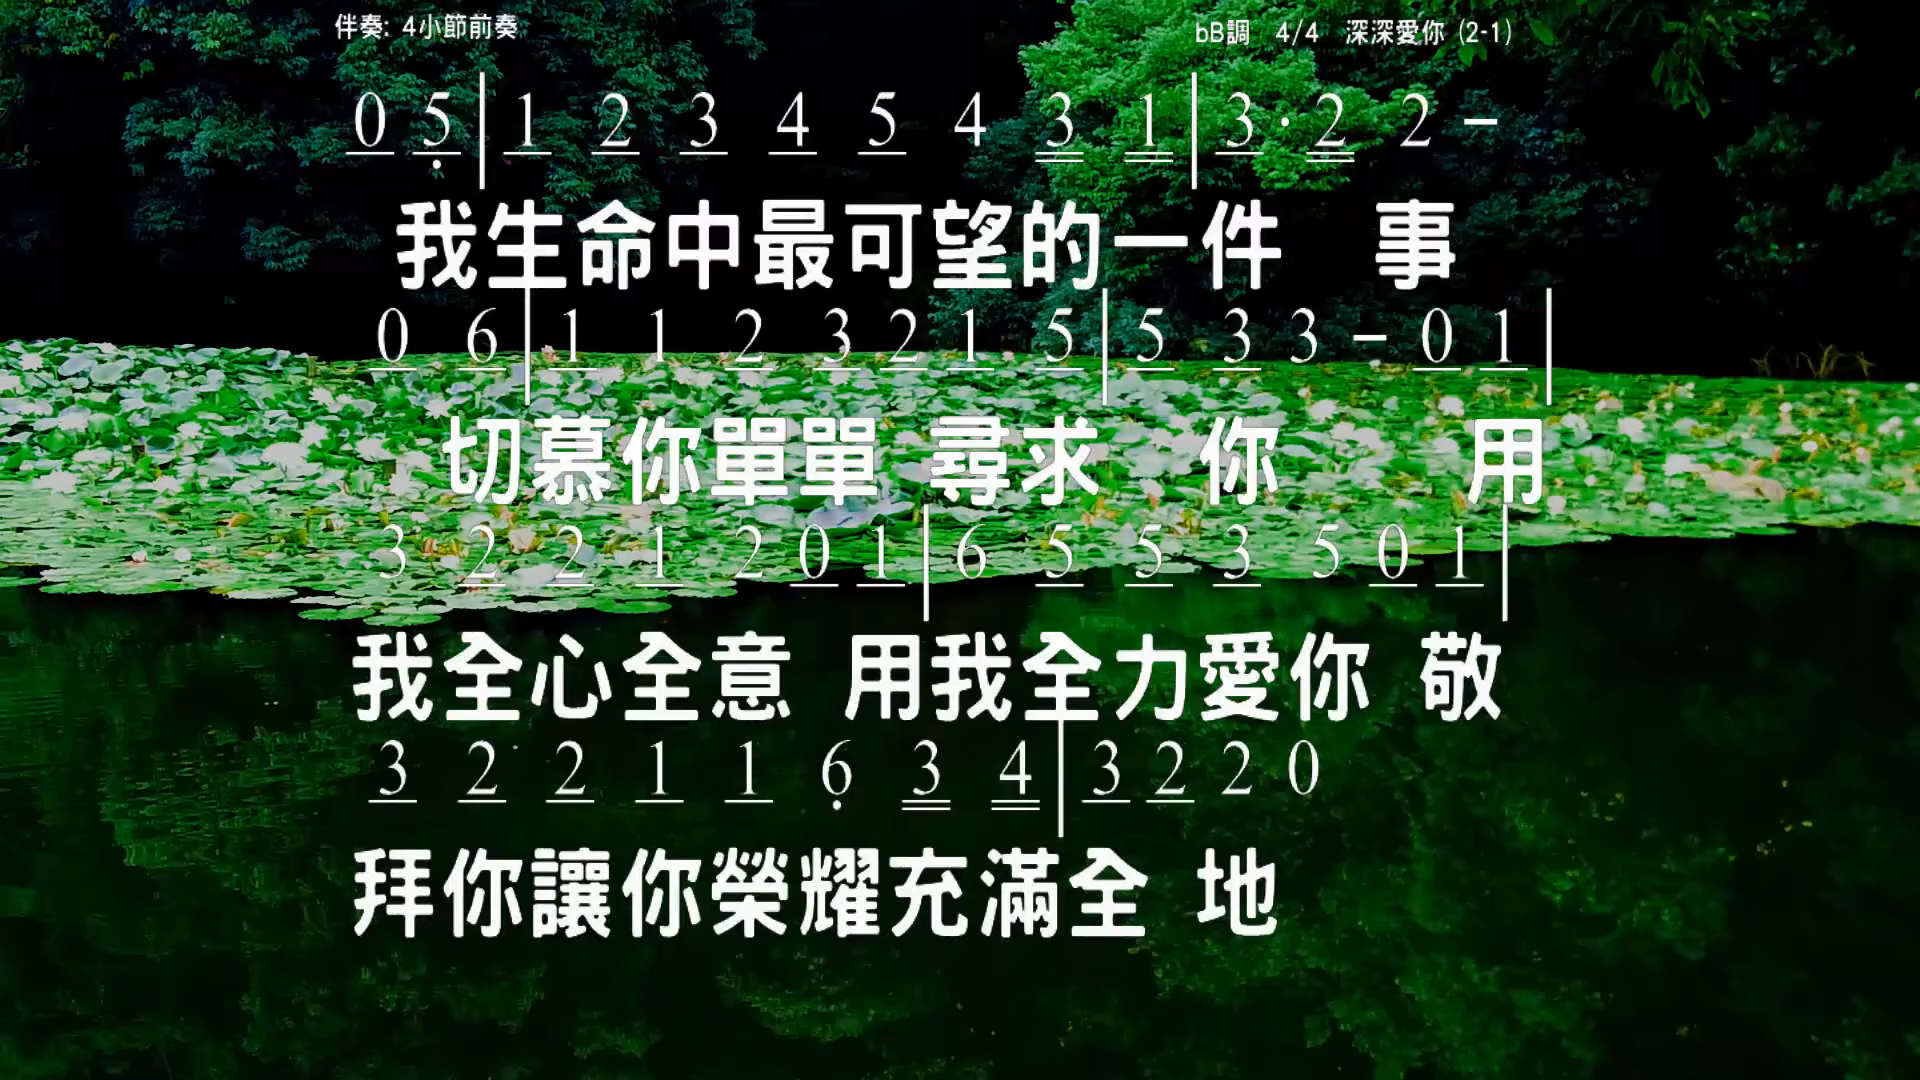 伴奏: 4小節前奏 bB調 4/4 深深愛你 (2-1)
0 5 | 1 2 3 4 5 4 3 1 | 3 · 2 2 –
我生命中最可望的一件 事
0 6 | 1 1 2 3 2 1 5 | 5 3 3 – 0 1 |
切慕你單單 尋求 你 用
3 2 2 1 2 0 1 | 6 5 5 3 5 0 1 |
我全心全意 用我全力愛你 敬
3 2 2 1 1 6 3 4 | 3 2 2 0
拜你讓你榮耀充滿全 地